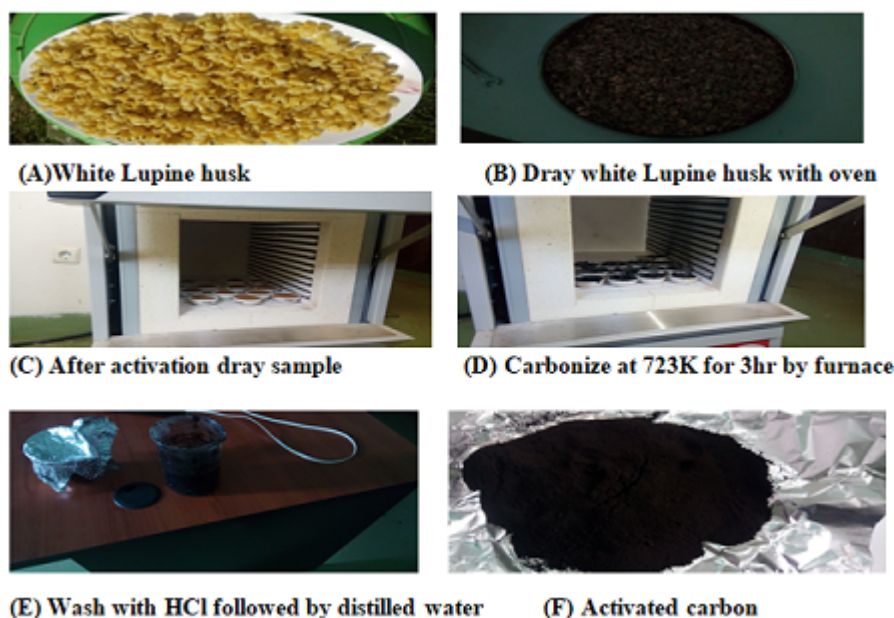 (A)White Lupine husk
(B) Dray white Lupine husk with oven
(C) After activation dray sample
(D) Carbonize at 723K for 3hr by furnace
(E) Wash with HCl followed by distilled water
(F) Activated carbon